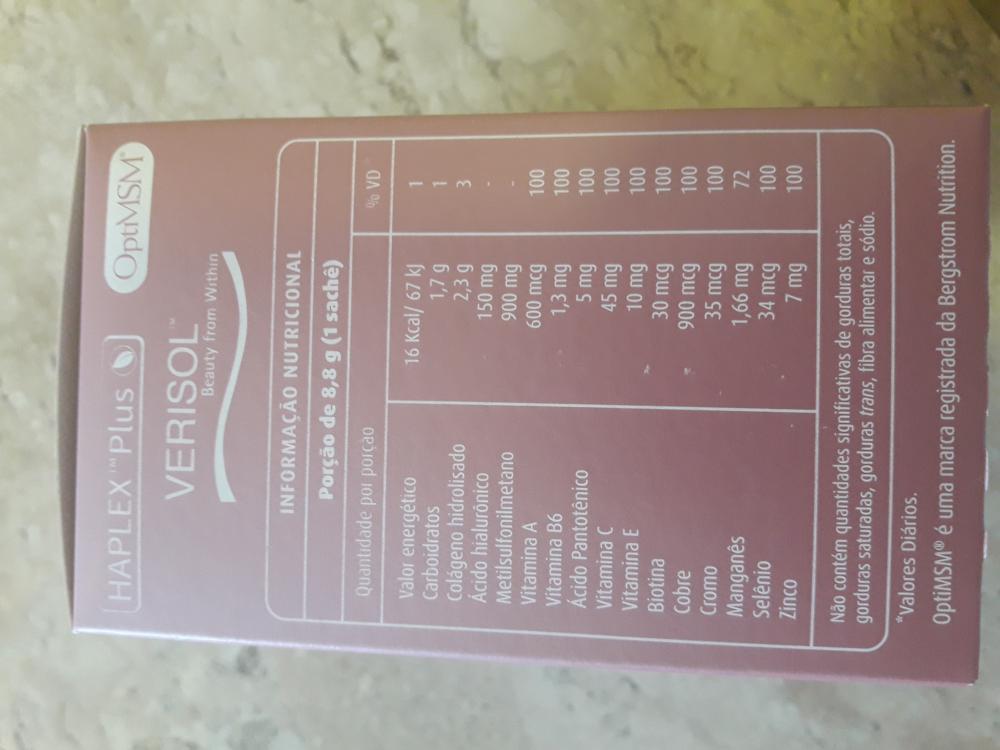 HAPLEX™ Plus
OptiMSM®
VERISOL™
Beauty from Within
INFORMAÇÃO NUTRICIONAL
Porção de 8,8 g (1 sachê)
Quantidade por porção % VD
Valor energético 16 Kcal/ 67 kJ 1
Carboidratos 1,7 g 1
Colágeno hidrolisado 2,3 g 3
Ácido hialurônico 150 mg -
Metilsulfonilmetano 900 mg -
Vitamina A 600 mcg 100
Vitamina B6 1,3 mg 100
Ácido Pantotênico 5 mg 100
Vitamina C 45 mg 100
Vitamina E 10 mg 100
Biotina 30 mcg 100
Cobre 900 mcg 100
Cromo 35 mcg 100
Manganês 1,66 mg 72
Selênio 34 mcg 100
Zinco 7 mg 100
Não contém quantidades significativas de gorduras totais,
gorduras saturadas, gorduras trans, fibra alimentar e sódio.
*Valores Diários.
OptiMSM® é uma marca registrada da Bergstrom Nutrition.